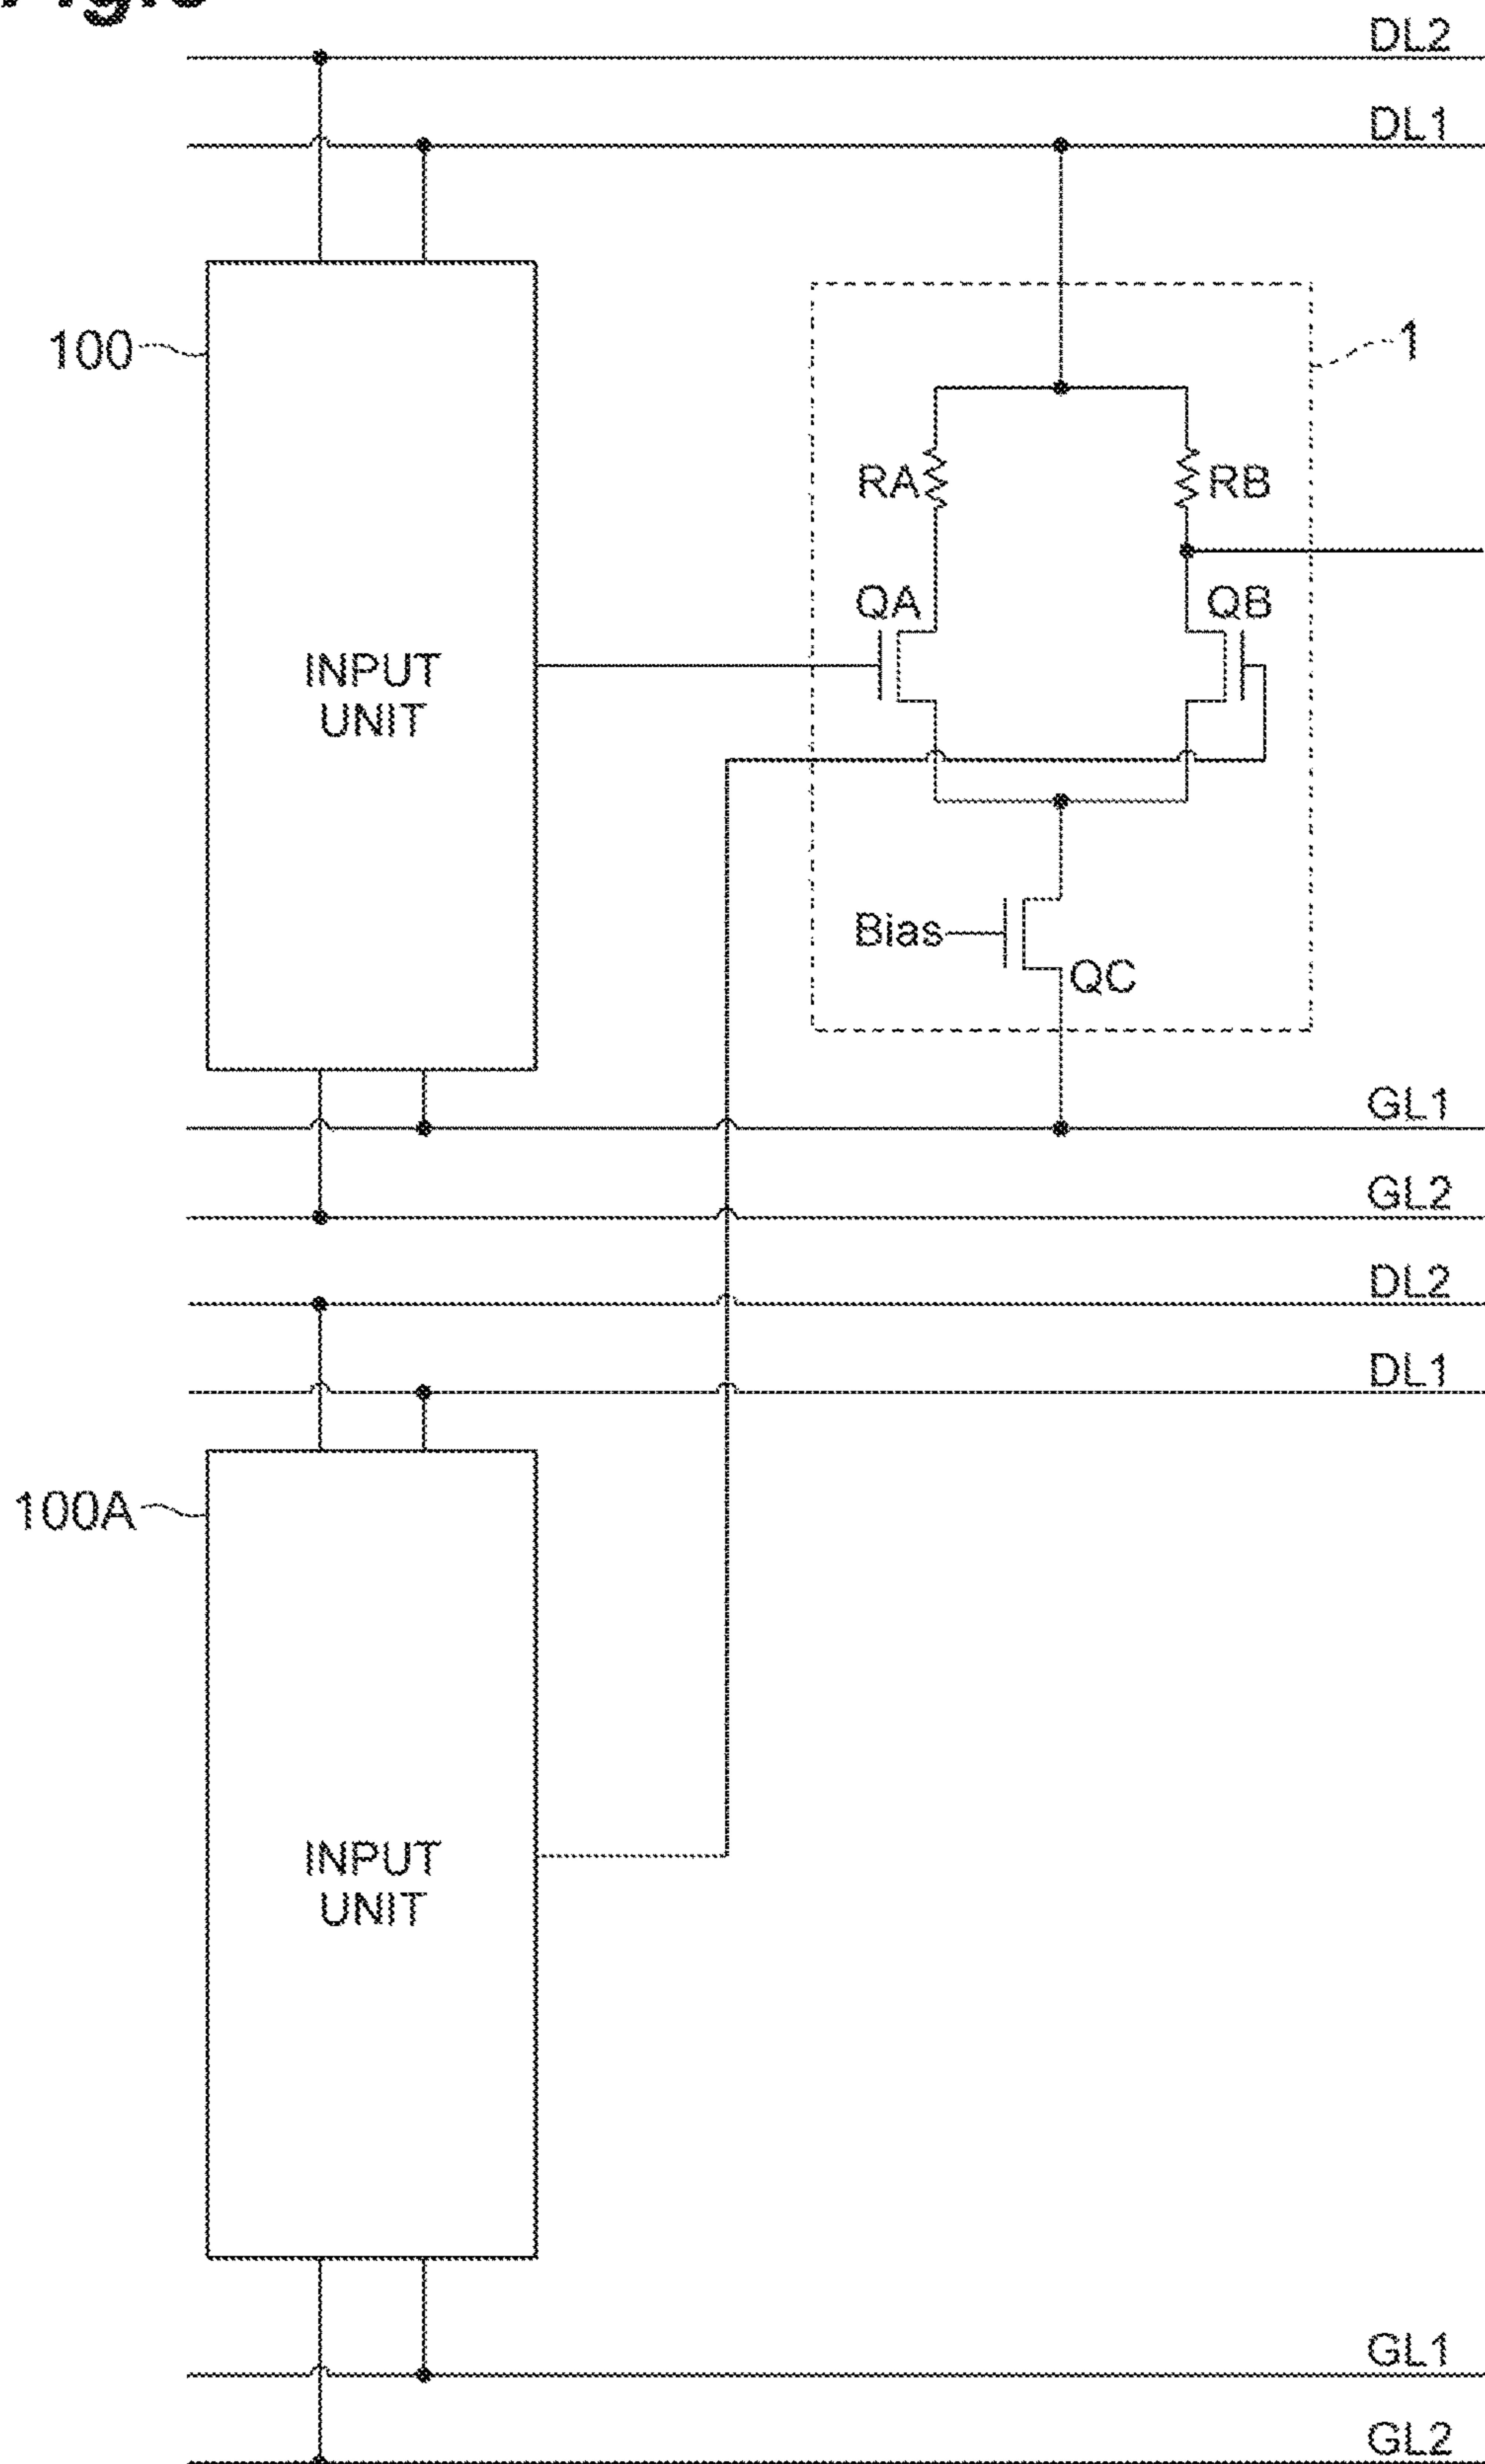 DL2
DL1
100
1
RA
RB
QA
QB
INPUT
UNIT
Bias
QC
GL1
GL2
DL2
DL1
100A
INPUT
UNIT
GL1
GL2